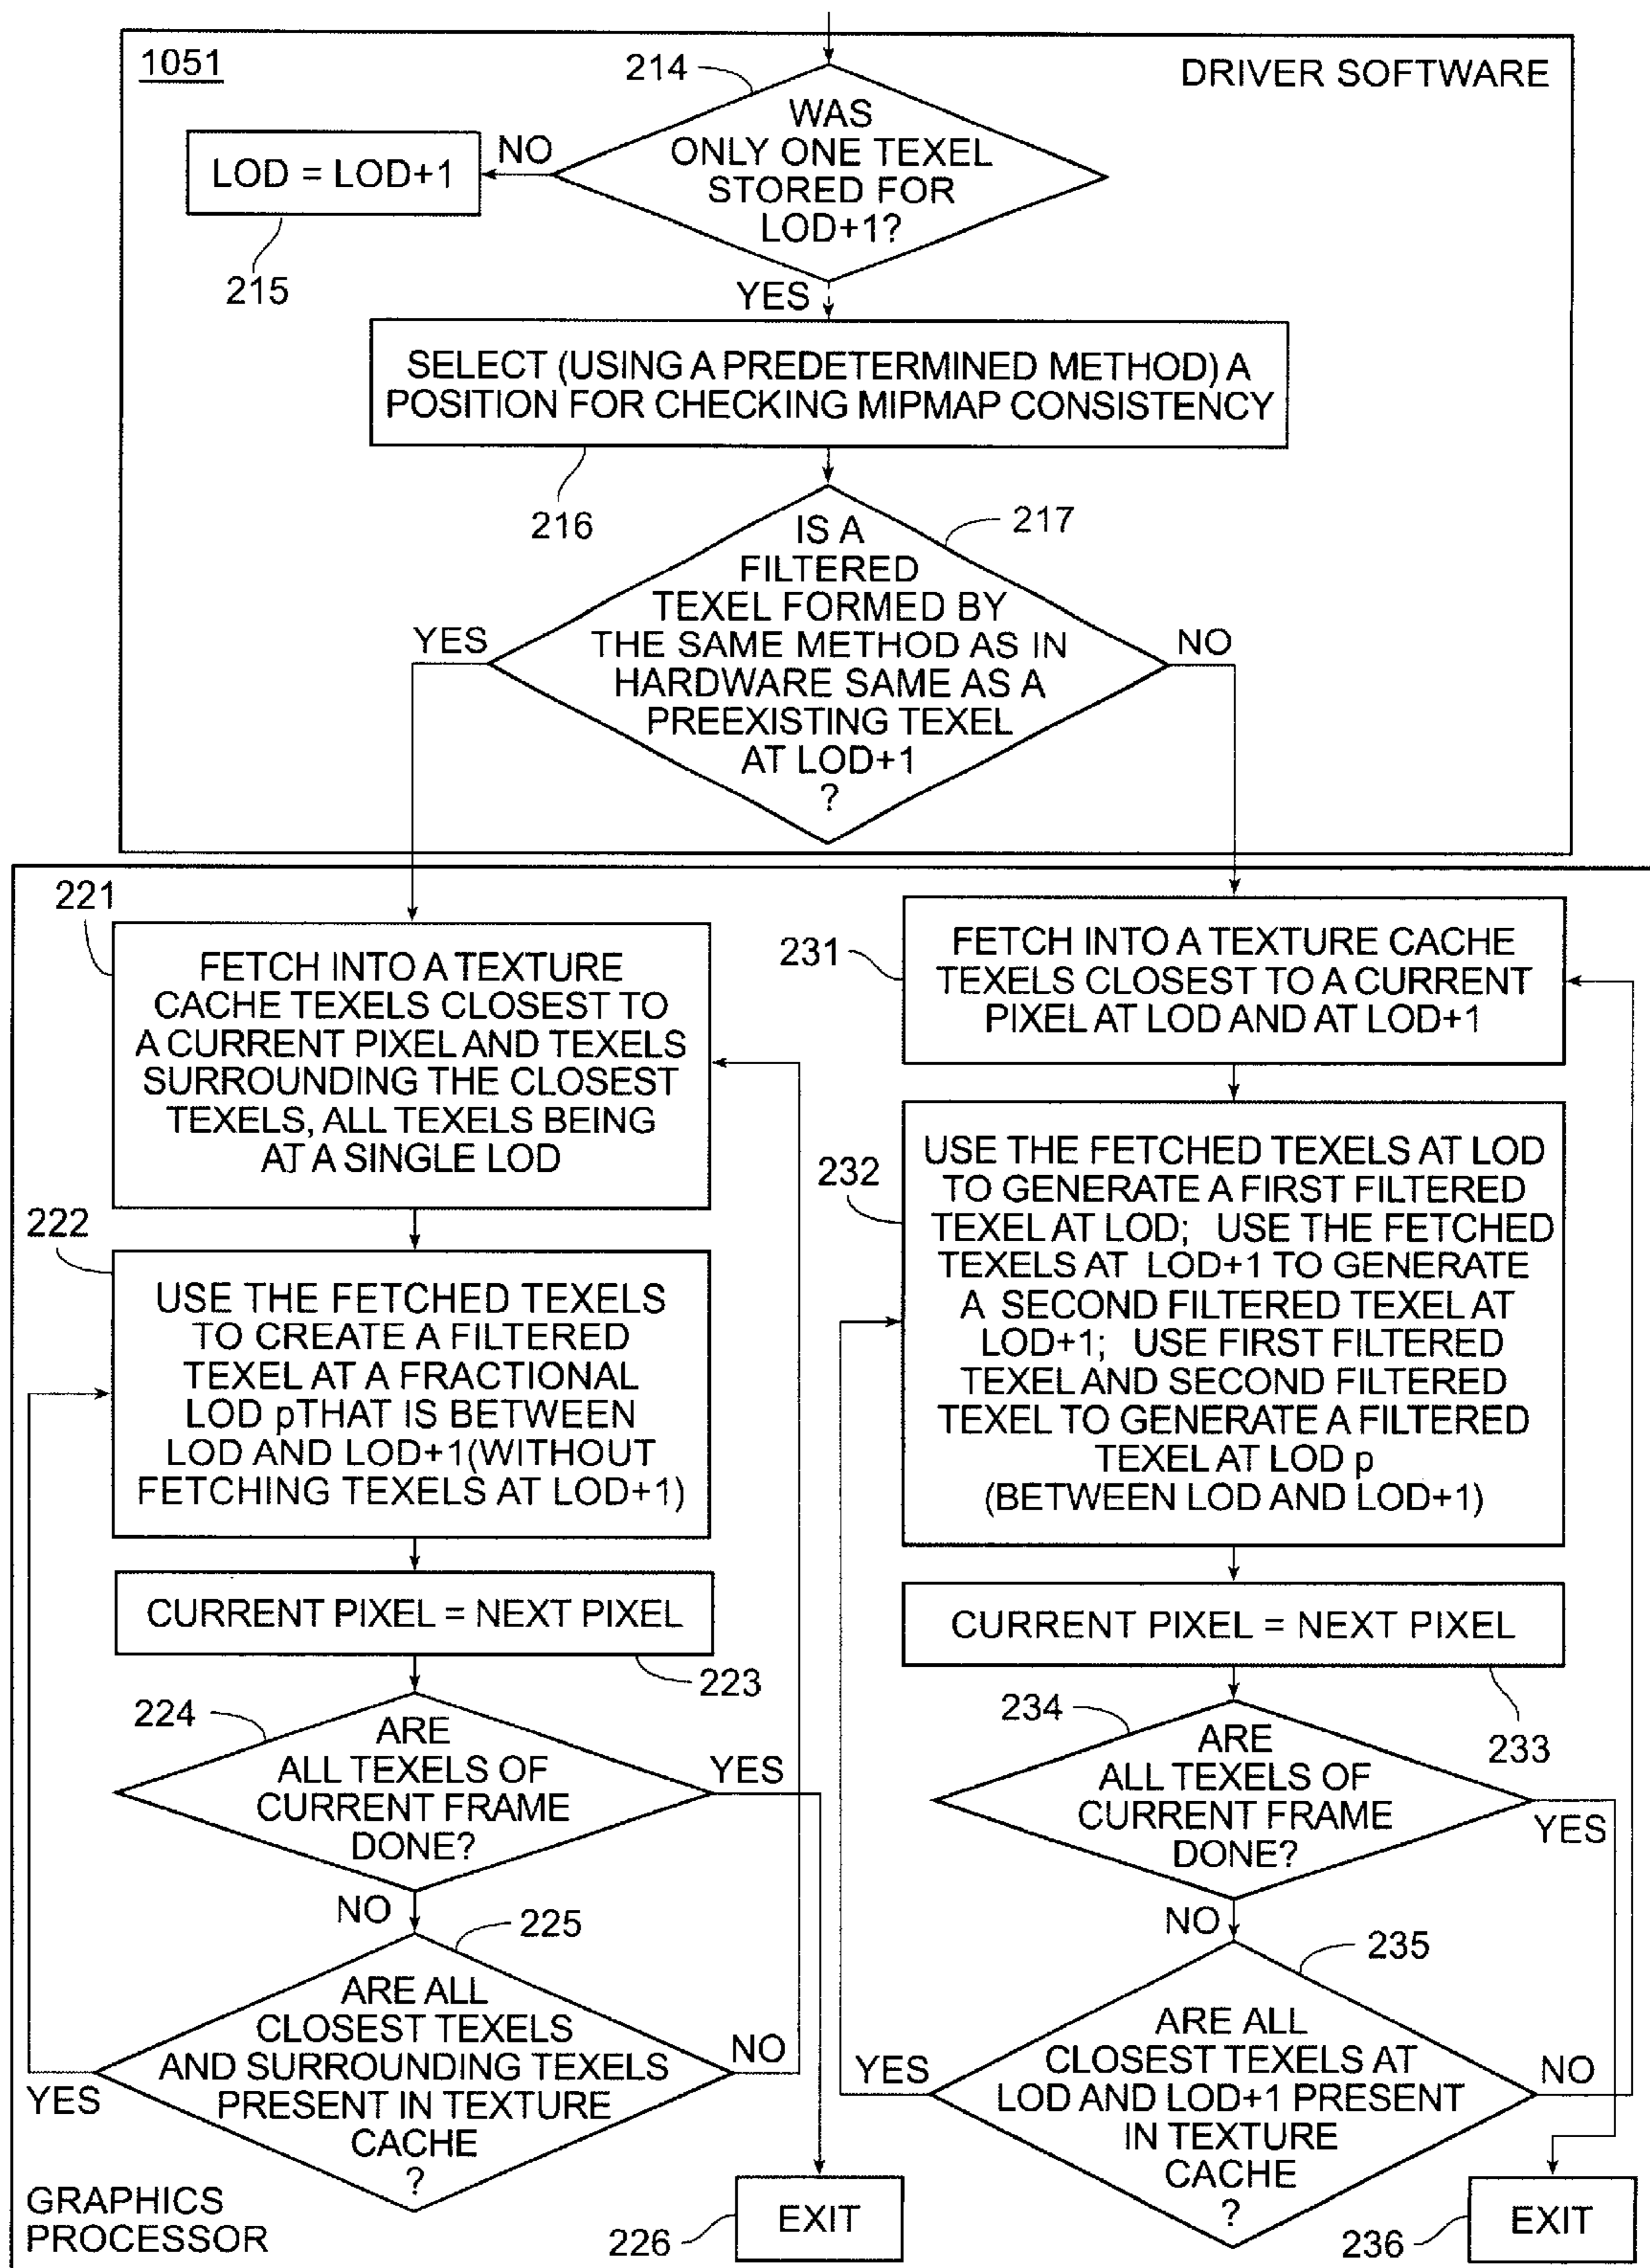 1051
DRIVER SOFTWARE
214
WAS
ONLY ONE TEXEL
STORED FOR
LOD+1?
NO
LOD = LOD+1
215
YES
SELECT (USING A PREDETERMINED METHOD) A
POSITION FOR CHECKING MIPMAP CONSISTENCY
216
217
IS A
FILTERED
TEXEL FORMED BY
THE SAME METHOD AS IN
HARDWARE SAME AS A
PREEXISTING TEXEL
AT LOD+1
?
YES
NO
221
FETCH INTO A TEXTURE
CACHE TEXELS CLOSEST TO
A CURRENT PIXEL AND TEXELS
SURROUNDING THE CLOSEST
TEXELS, ALL TEXELS BEING
AT A SINGLE LOD
222
USE THE FETCHED TEXELS
TO CREATE A FILTERED
TEXEL AT A FRACTIONAL
LOD pTHAT IS BETWEEN
LOD AND LOD+1(WITHOUT
FETCHING TEXELS AT LOD+1)
CURRENT PIXEL = NEXT PIXEL
223
224
ARE
ALL TEXELS OF
CURRENT FRAME
DONE?
YES
NO
225
ARE ALL
CLOSEST TEXELS
AND SURROUNDING TEXELS
PRESENT IN TEXTURE
CACHE
?
YES
NO
226
EXIT
231
FETCH INTO A TEXTURE CACHE
TEXELS CLOSEST TO A CURRENT
PIXEL AT LOD AND AT LOD+1
232
USE THE FETCHED TEXELS AT LOD
TO GENERATE A FIRST FILTERED
TEXEL AT LOD; USE THE FETCHED
TEXELS AT LOD+1 TO GENERATE
A SECOND FILTERED TEXEL AT
LOD+1; USE FIRST FILTERED
TEXEL AND SECOND FILTERED
TEXEL TO GENERATE A FILTERED
TEXEL AT LOD p
(BETWEEN LOD AND LOD+1)
CURRENT PIXEL = NEXT PIXEL
233
234
ARE
ALL TEXELS OF
CURRENT FRAME
DONE?
YES
NO
235
ARE ALL
CLOSEST TEXELS AT
LOD AND LOD+1 PRESENT
IN TEXTURE
CACHE
?
YES
NO
236
EXIT
GRAPHICS
PROCESSOR